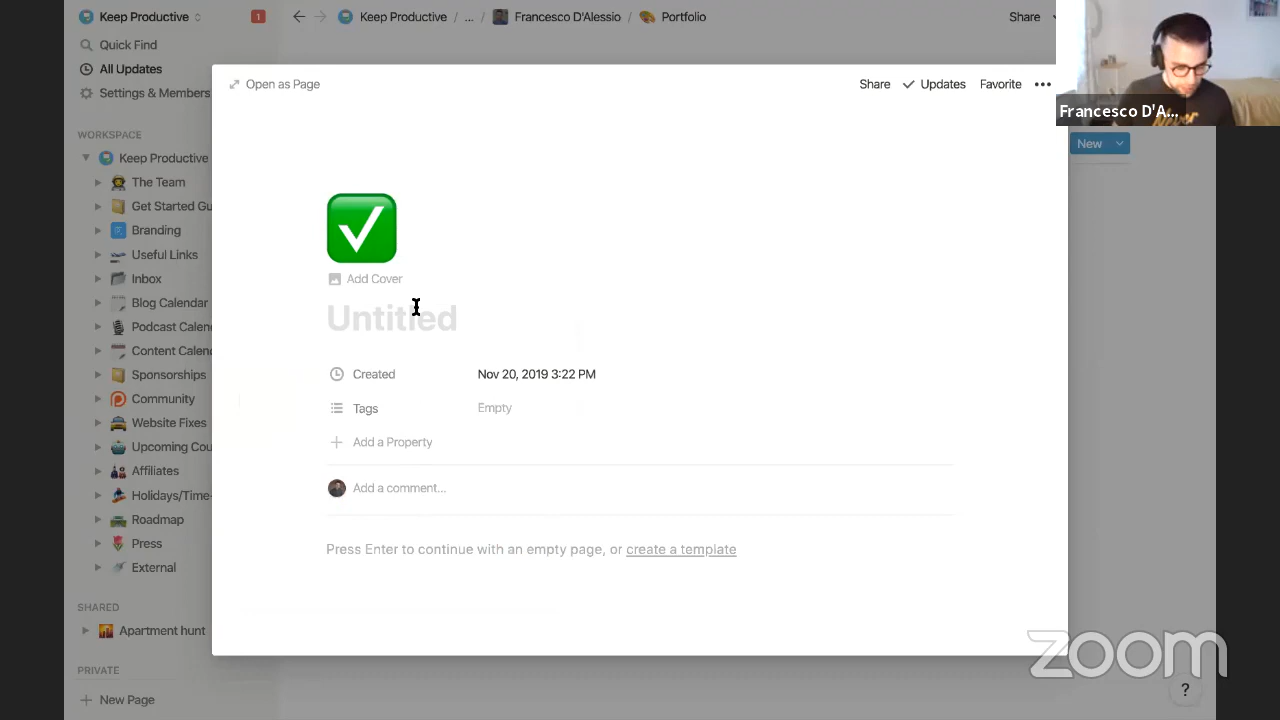 Keep Productive
1
Keep Productive / ... / Francesco D'Alessio / Portfolio
Share
Quick Find
All Updates
Settings & Members
Open as Page
Share
Updates
Favorite
Francesco D'A...
WORKSPACE
New
Keep Productive
The Team
Get Started Gu
Branding
Useful Links
Inbox
Blog Calendar
Podcast Calen
Content Calen
Sponsorships
Community
Website Fixes
Upcoming Cou
Affiliates
Holidays/Time-
Roadmap
Press
External
Add Cover
Untitled
Created Nov 20, 2019 3:22 PM
Tags Empty
Add a Property
Add a comment...
Press Enter to continue with an empty page, or create a template
SHARED
Apartment hunt
PRIVATE
New Page
zoom
?